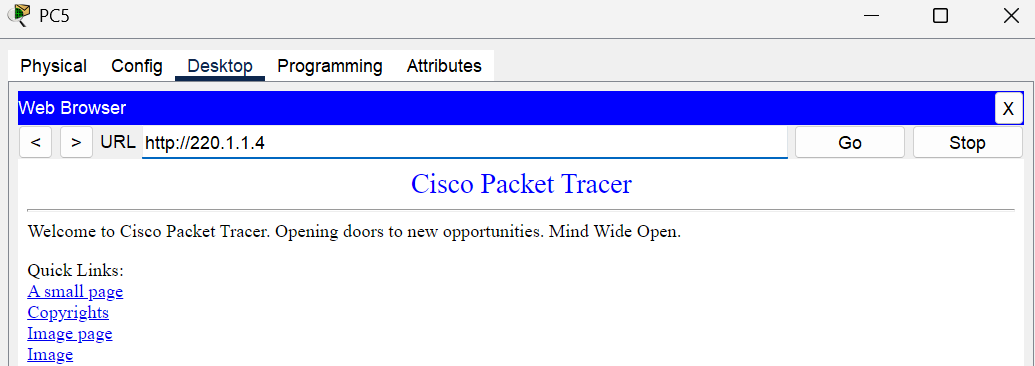 PC5
Physical Config Desktop Programming Attributes
Web Browser X
< > URL http://220.1.1.4 Go Stop
Cisco Packet Tracer
Welcome to Cisco Packet Tracer. Opening doors to new opportunities. Mind Wide Open.
Quick Links:
A small page
Copyrights
Image page
Image